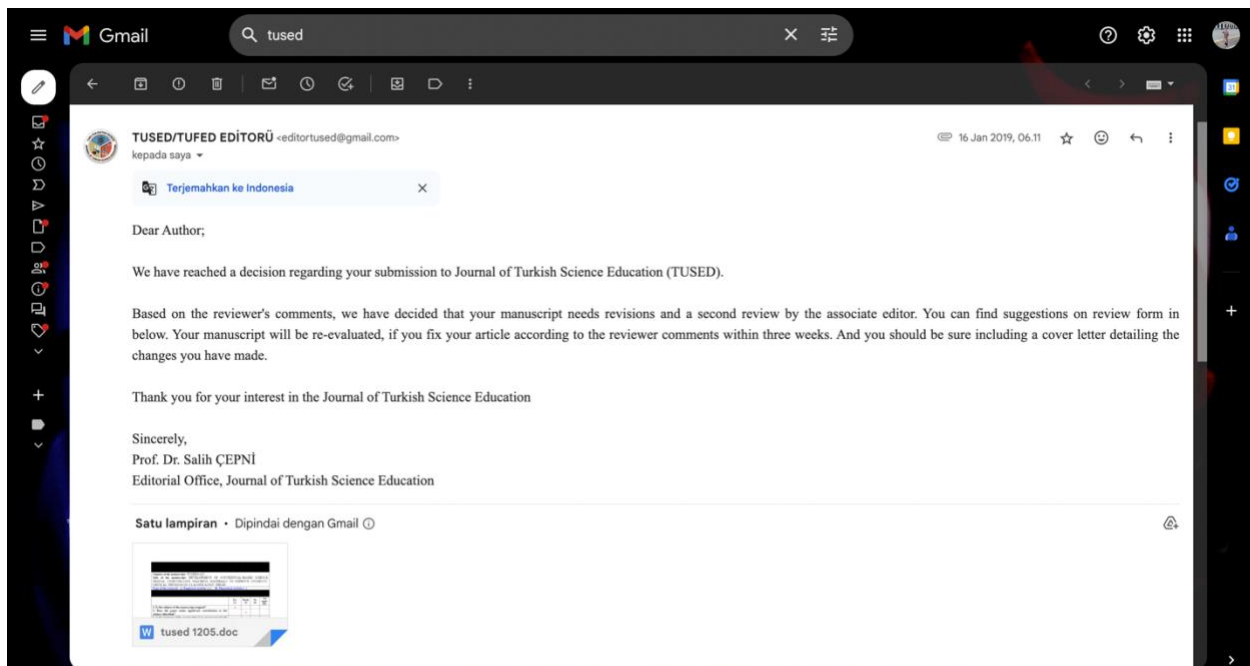 Gmail
tused
TUSED/TUFED EDİTORÜ <editortused@gmail.com>
16 Jan 2019, 06.11
kepada saya
Terjemahkan ke Indonesia
Dear Author;
We have reached a decision regarding your submission to Journal of Turkish Science Education (TUSED).
Based on the reviewer's comments, we have decided that your manuscript needs revisions and a second review by the associate editor. You can find suggestions on review form in
below. Your manuscript will be re-evaluated, if you fix your article according to the reviewer comments within three weeks. And you should be sure including a cover letter detailing the
changes you have made.
Thank you for your interest in the Journal of Turkish Science Education
Sincerely,
Prof. Dr. Salih ÇEPNİ
Editorial Office, Journal of Turkish Science Education
Satu lampiran • Dipindai dengan Gmail
W tused 1205.doc
31